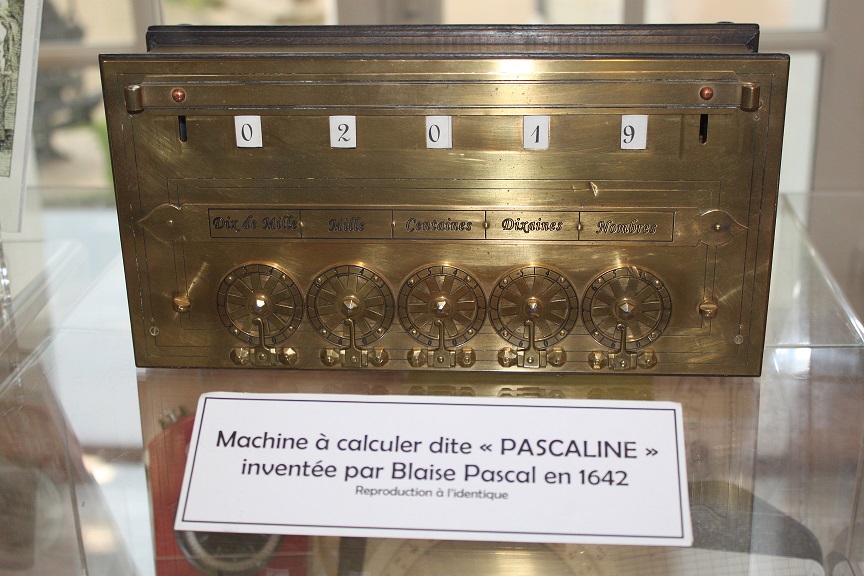 0 2 0 1 9
Dix de Mille Mille Centaines Dixaines Nombres
Machine à calculer dite « PASCALINE »
inventée par Blaise Pascal en 1642
Reproduction à l'identique